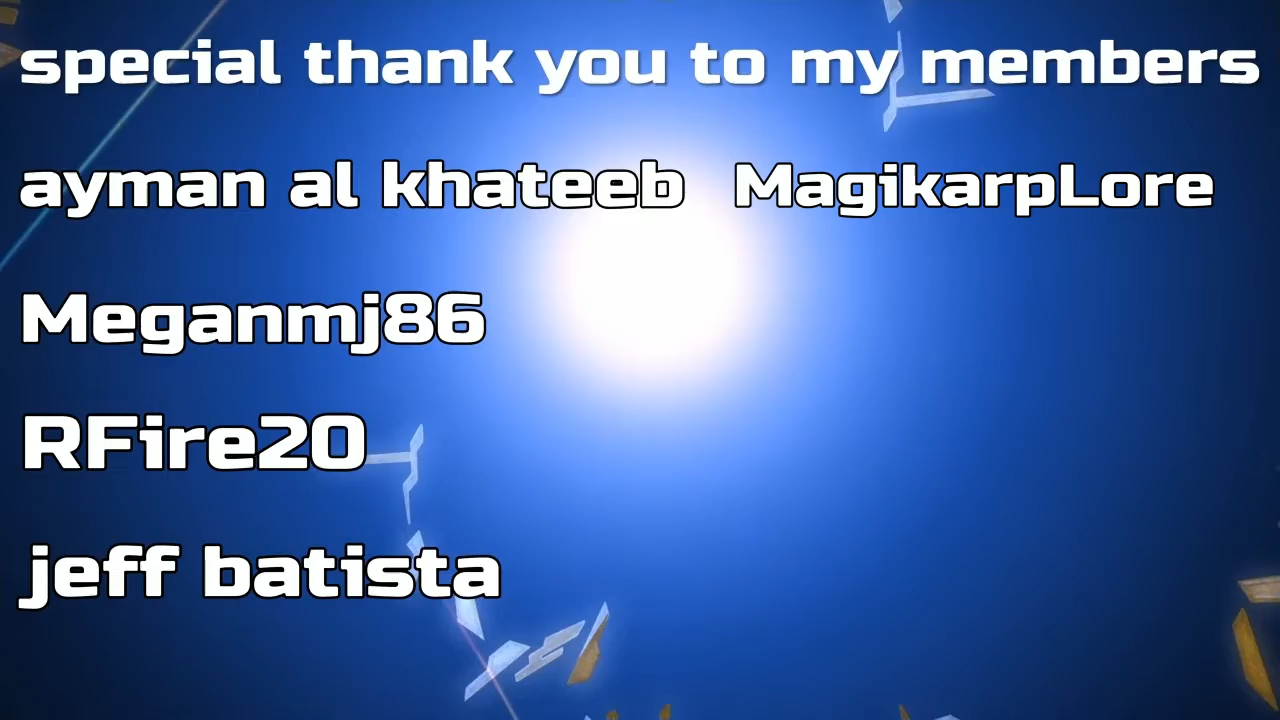 special thank you to my members
ayman al khateeb MagikarpLore
Meganmj86
RFire20
jeff batista